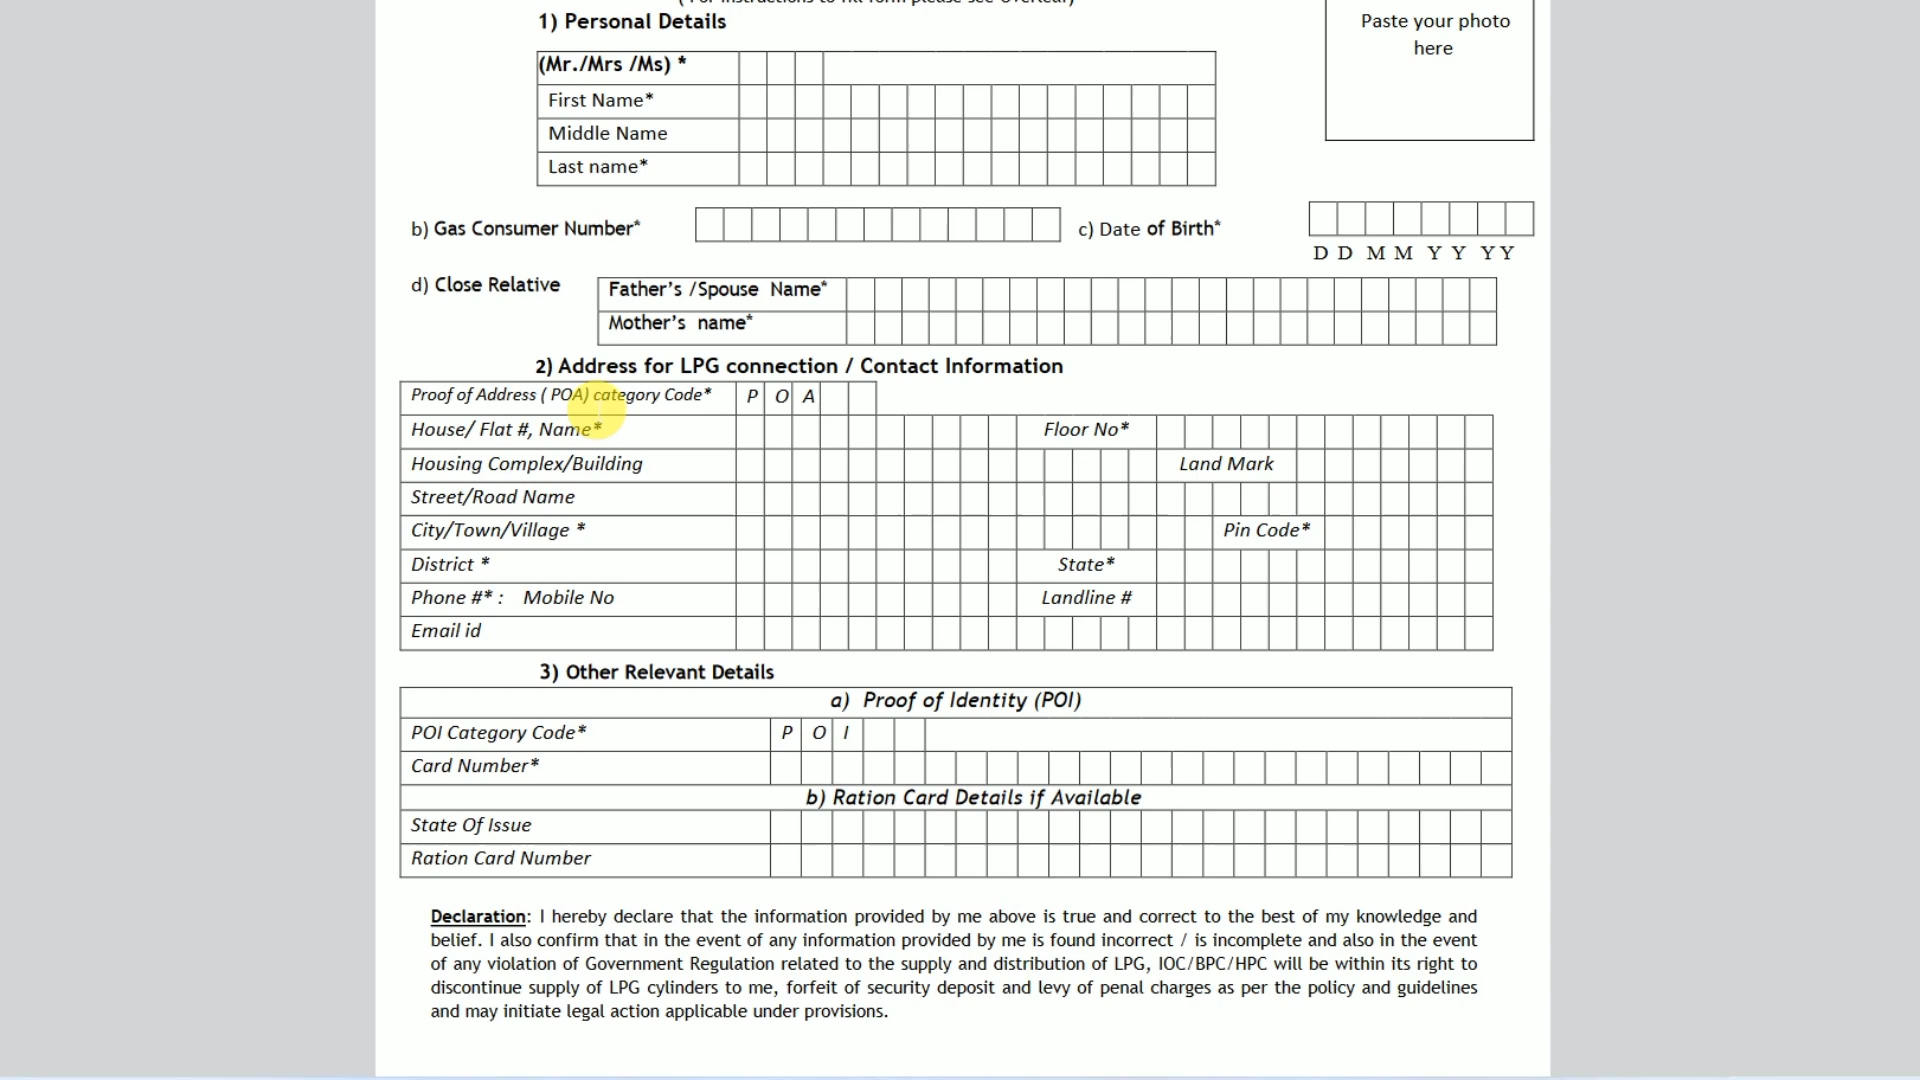 ( For instructions to fill form please see Overleaf)
1) Personal Details
Paste your photo
here
(Mr./Mrs /Ms) *
First Name*
Middle Name
Last name*
b) Gas Consumer Number*
c) Date of Birth*
D D M M Y Y Y Y
d) Close Relative
Father's /Spouse Name*
Mother's name*
2) Address for LPG connection / Contact Information
Proof of Address ( POA) category Code* P O A
House/ Flat #, Name* Floor No*
Housing Complex/Building Land Mark
Street/Road Name
City/Town/Village * Pin Code*
District * State*
Phone #* : Mobile No Landline #
Email id
3) Other Relevant Details
a) Proof of Identity (POI)
POI Category Code* P O I
Card Number*
b) Ration Card Details if Available
State Of Issue
Ration Card Number
Declaration: I hereby declare that the information provided by me above is true and correct to the best of my knowledge and
belief. I also confirm that in the event of any information provided by me is found incorrect / is incomplete and also in the event
of any violation of Government Regulation related to the supply and distribution of LPG, IOC/BPC/HPC will be within its right to
discontinue supply of LPG cylinders to me, forfeit of security deposit and levy of penal charges as per the policy and guidelines
and may initiate legal action applicable under provisions.